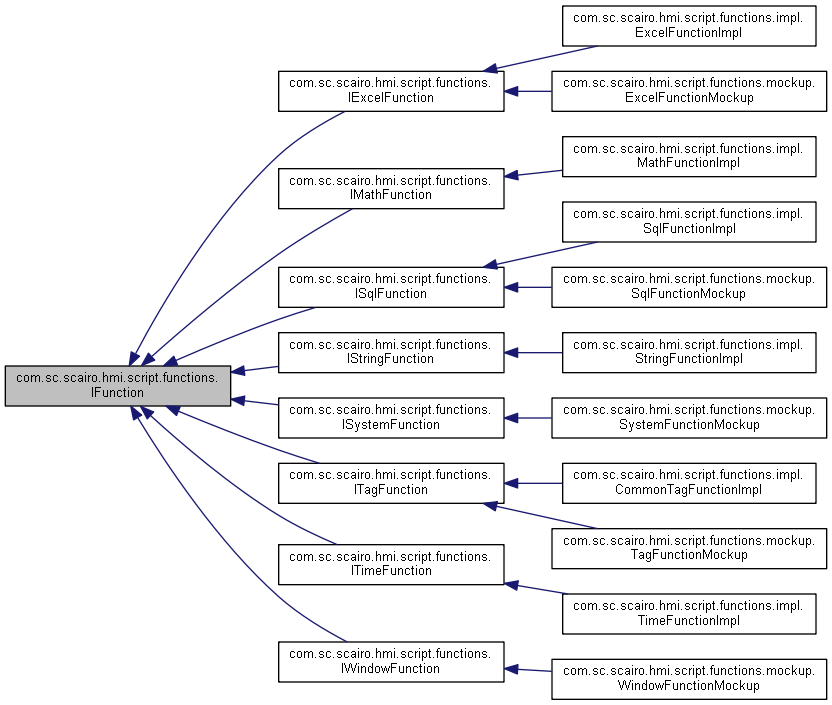 com.sc.scairo.hmi.script.functions.impl.
ExcelFunctionImpl
com.sc.scairo.hmi.script.functions.
IExcelFunction
com.sc.scairo.hmi.script.functions.mockup.
ExcelFunctionMockup
com.sc.scairo.hmi.script.functions.impl.
MathFunctionImpl
com.sc.scairo.hmi.script.functions.
IMathFunction
com.sc.scairo.hmi.script.functions.impl.
SqlFunctionImpl
com.sc.scairo.hmi.script.functions.
ISqlFunction
com.sc.scairo.hmi.script.functions.mockup.
SqlFunctionMockup
com.sc.scairo.hmi.script.functions.
IStringFunction
com.sc.scairo.hmi.script.functions.impl.
StringFunctionImpl
com.sc.scairo.hmi.script.functions.
IFunction
com.sc.scairo.hmi.script.functions.
ISystemFunction
com.sc.scairo.hmi.script.functions.mockup.
SystemFunctionMockup
com.sc.scairo.hmi.script.functions.
ITagFunction
com.sc.scairo.hmi.script.functions.impl.
CommonTagFunctionImpl
com.sc.scairo.hmi.script.functions.mockup.
TagFunctionMockup
com.sc.scairo.hmi.script.functions.
ITimeFunction
com.sc.scairo.hmi.script.functions.impl.
TimeFunctionImpl
com.sc.scairo.hmi.script.functions.
IWindowFunction
com.sc.scairo.hmi.script.functions.mockup.
WindowFunctionMockup